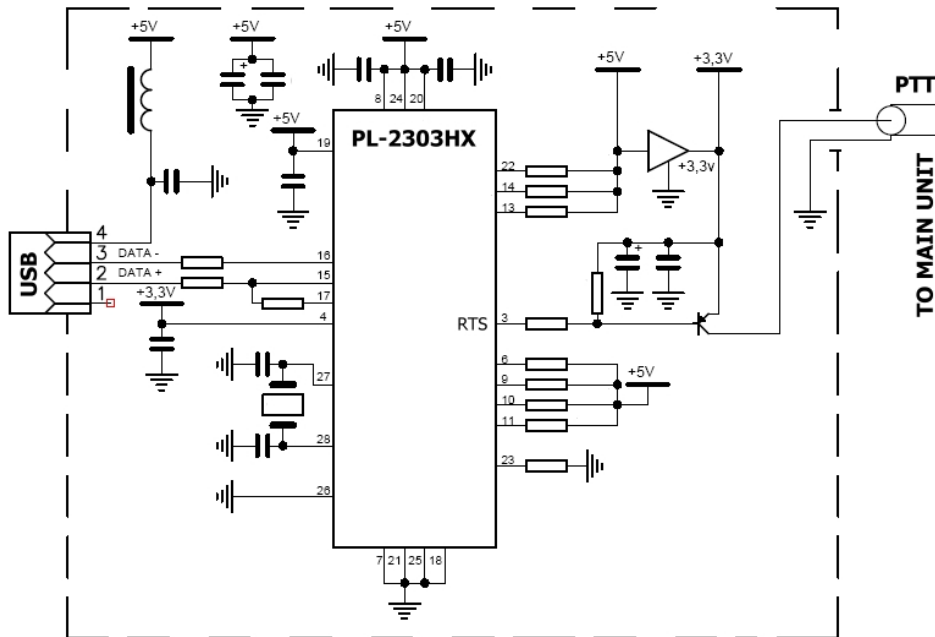 +5V
+5V
+5V
+5V
+3,3V
PTT
8
24
20
+5V
PL-2303HX
19
22
14
13
+3,3v
USB
4
3
DATA -
16
2
DATA +
15
1
17
+3,3V
4
RTS
3
TO MAIN UNIT
6
27
9
+5V
10
11
28
23
26
7
21
25
18